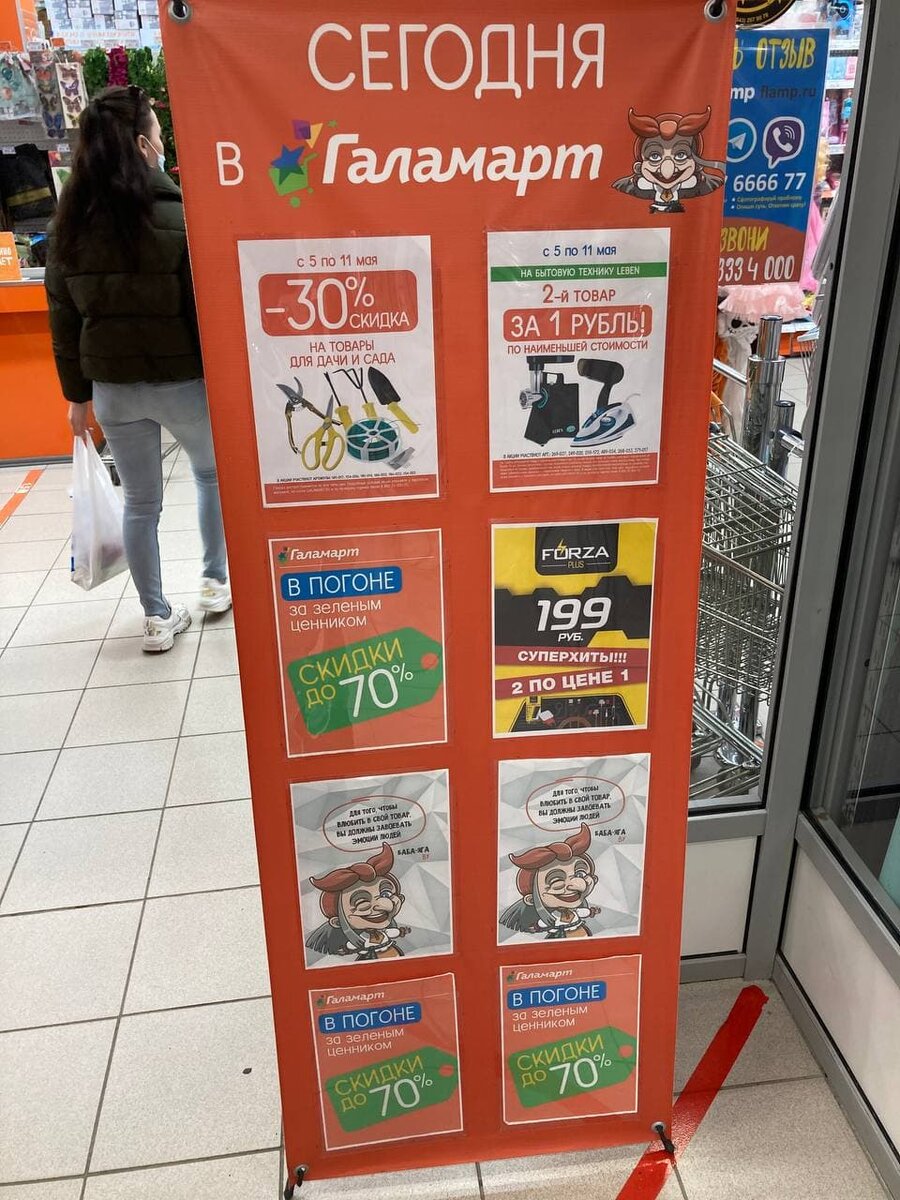 СЕГОДНЯ
В Галамарт
с 5 по 11 мая
-30%
СКИДКА
НА ТОВАРЫ
ДЛЯ ДАЧИ И САДА
с 5 по 11 мая
НА БЫТОВУЮ ТЕХНИКУ LEBEN
2-й ТОВАР
ЗА 1 РУБЛЬ!
ПО НАИМЕНЬШЕЙ СТОИМОСТИ
Галамарт
В ПОГОНЕ
за зеленым
ценником
СКИДКИ
ДО 70%
FORZA
PLUS
199
РУБ.
СУПЕРХИТЫ!!!
2 ПО ЦЕНЕ 1
ДЛЯ ТОГО, ЧТОБЫ
ВЛЮБИТЬ В СВОЙ ТОВАР,
ВЫ ДОЛЖНЫ ЗАВОЕВАТЬ
ЭМОЦИИ ЛЮДЕЙ
БАБА-ЯГА
ДЛЯ ТОГО, ЧТОБЫ
ВЛЮБИТЬ В СВОЙ ТОВАР,
ВЫ ДОЛЖНЫ ЗАВОЕВАТЬ
ЭМОЦИИ ЛЮДЕЙ
БАБА-ЯГА
Галамарт
В ПОГОНЕ
за зеленым
ценником
СКИДКИ
ДО 70%
Галамарт
В ПОГОНЕ
за зеленым
ценником
СКИДКИ
ДО 70%
ОТЗЫВ
flamp.ru
6666 77
ЗВОНИ
333 4 000